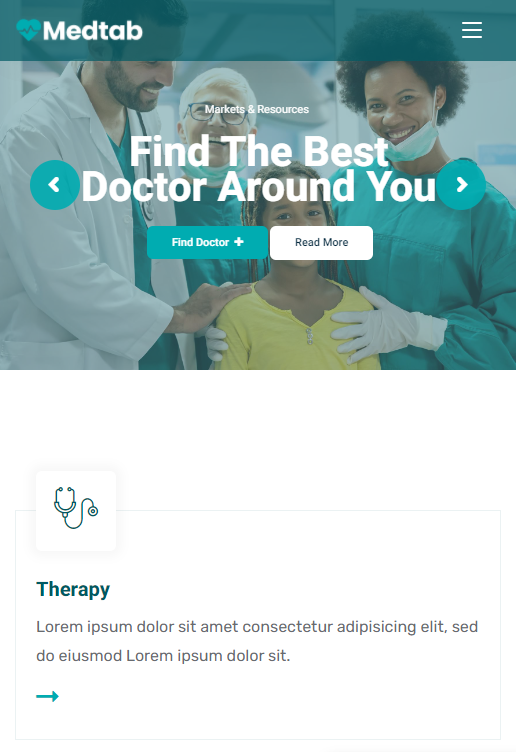 Medtab
Markets & Resources
Find The Best
Doctor Around You
Find Doctor
Read More
Therapy
Lorem ipsum dolor sit amet consectetur adipisicing elit, sed
do eiusmod Lorem ipsum dolor sit.